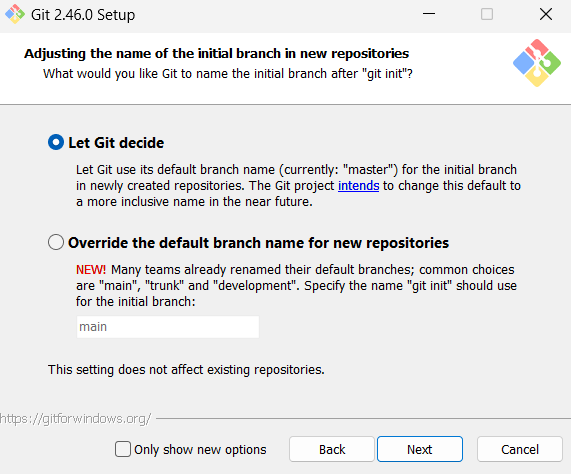 Git 2.46.0 Setup
Adjusting the name of the initial branch in new repositories
What would you like Git to name the initial branch after "git init"?
Let Git decide
Let Git use its default branch name (currently: "master") for the initial branch
in newly created repositories. The Git project intends to change this default to
a more inclusive name in the near future.
Override the default branch name for new repositories
NEW! Many teams already renamed their default branches; common choices
are "main", "trunk" and "development". Specify the name "git init" should use
for the initial branch:
main
This setting does not affect existing repositories.
https://gitforwindows.org/
Only show new options
Back
Next
Cancel